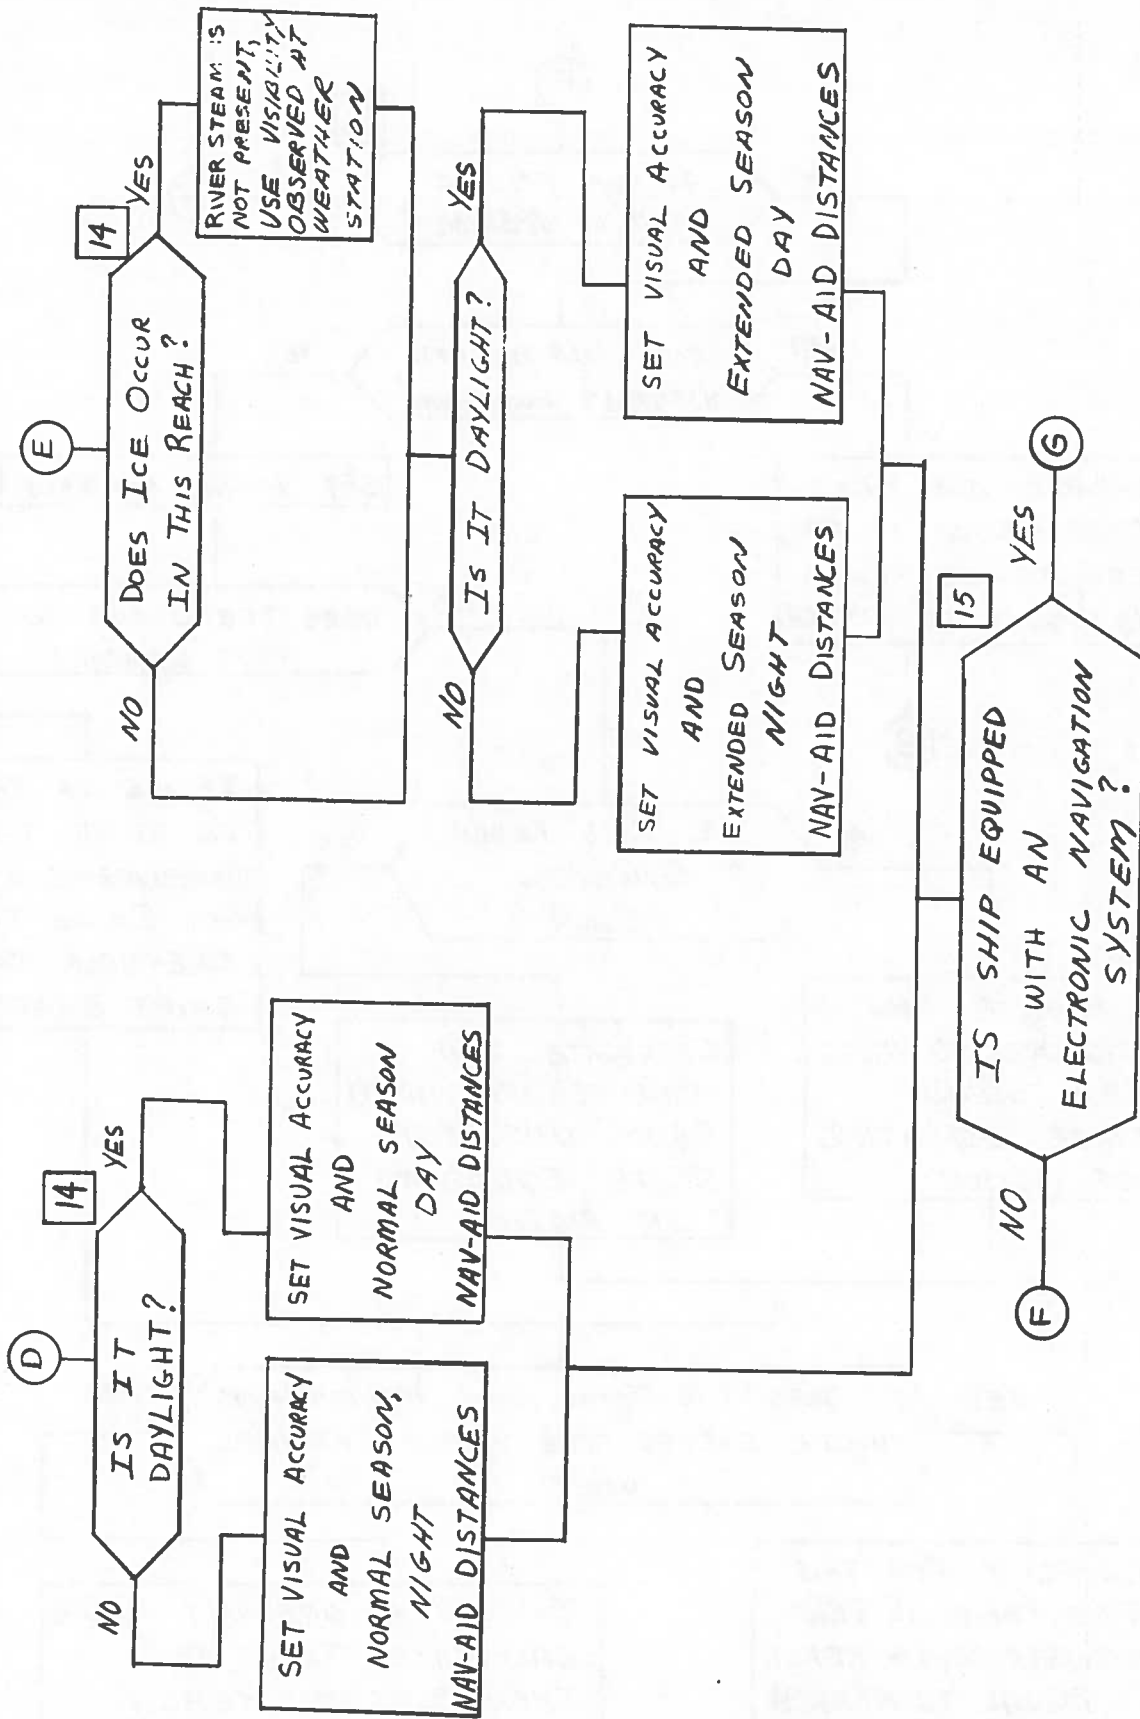 D
14
IS IT
DAYLIGHT?
NO
YES
SET VISUAL ACCURACY
AND
NORMAL SEASON,
NIGHT
NAV-AID DISTANCES
SET VISUAL ACCURACY
AND
NORMAL SEASON
DAY
NAV-AID DISTANCES
E
14
DOES ICE OCCUR
IN THIS REACH?
NO
YES
RIVER STEAM IS
NOT PRESENT,
USE VISIBILITY
OBSERVED AT
WEATHER
STATION
IS IT DAYLIGHT?
NO
YES
SET VISUAL ACCURACY
AND
EXTENDED SEASON
NIGHT
NAV-AID DISTANCES
SET VISUAL ACCURACY
AND
EXTENDED SEASON
DAY
NAV-AID DISTANCES
15
IS SHIP EQUIPPED
WITH AN
ELECTRONIC NAVIGATION
SYSTEM?
NO
YES
F
G